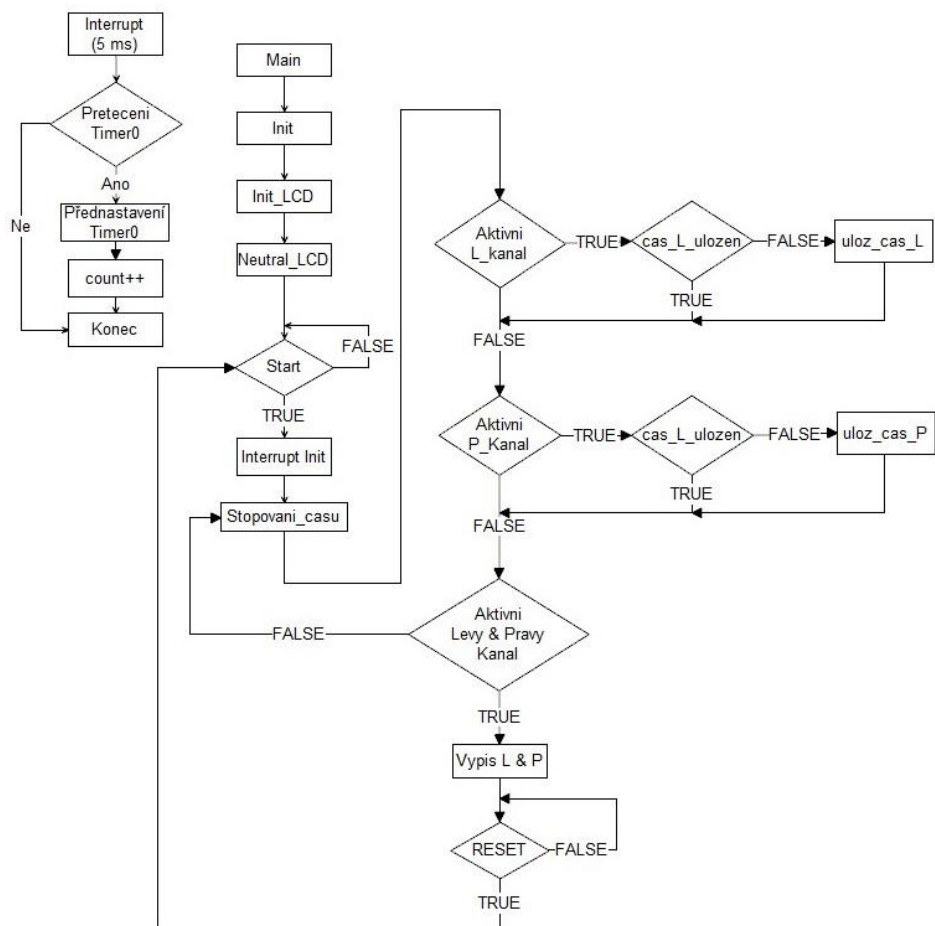 Interrupt
(5 ms)
Preteceni
Timer0
Ano
Ne
Přednastavení
Timer0
count++
Konec
Main
Init
Init_LCD
Neutral_LCD
FALSE
Start
TRUE
Interrupt Init
Stopovani_casu
Aktivni
L_kanal
TRUE
cas_L_ulozen
FALSE
uloz_cas_L
TRUE
FALSE
Aktivni
P_Kanal
TRUE
cas_L_ulozen
FALSE
uloz_cas_P
TRUE
FALSE
Aktivni
Levy & Pravy
Kanal
FALSE
TRUE
Vypis L & P
RESET
FALSE
TRUE